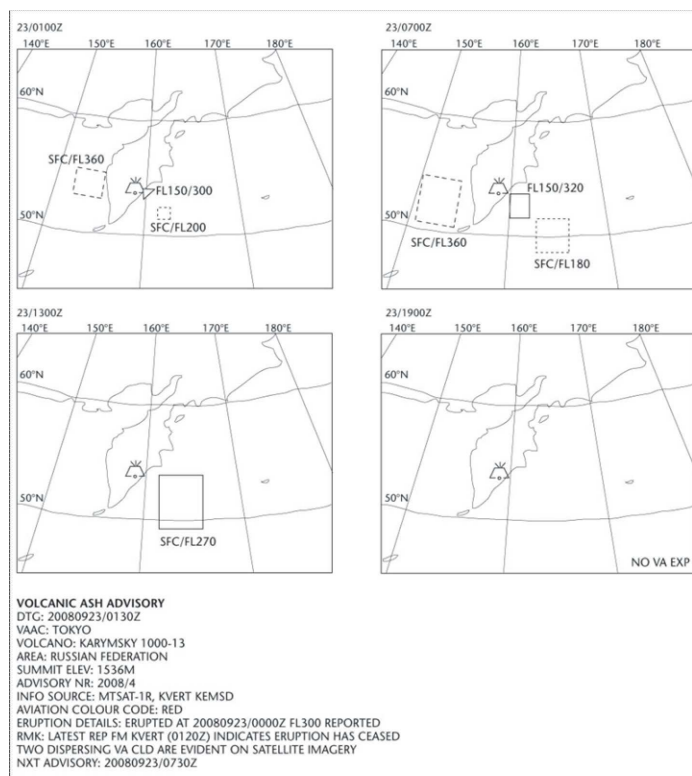 23/0100Z
140°E 150°E 160°E 170°E 180°E
60°N
SFC/FL360
FL150/300
50°N
SFC/FL200
23/0700Z
140°E 150°E 160°E 170°E 180°E
60°N
FL150/320
50°N
SFC/FL360
SFC/FL180
23/1300Z
140°E 150°E 160°E 170°E 180°E
60°N
50°N
SFC/FL270
23/1900Z
140°E 150°E 160°E 170°E 180°E
60°N
50°N
NO VA EXP
VOLCANIC ASH ADVISORY
DTG: 20080923/0130Z
VAAC: TOKYO
VOLCANO: KARYMSKY 1000-13
AREA: RUSSIAN FEDERATION
SUMMIT ELEV: 1536M
ADVISORY NR: 2008/4
INFO SOURCE: MTSAT-1R, KVERT KEMSD
AVIATION COLOUR CODE: RED
ERUPTION DETAILS: ERUPTED AT 20080923/0000Z FL300 REPORTED
RMK: LATEST REP FM KVERT (0120Z) INDICATES ERUPTION HAS CEASED
TWO DISPERSING VA CLD ARE EVIDENT ON SATELLITE IMAGERY
NXT ADVISORY: 20080923/0730Z